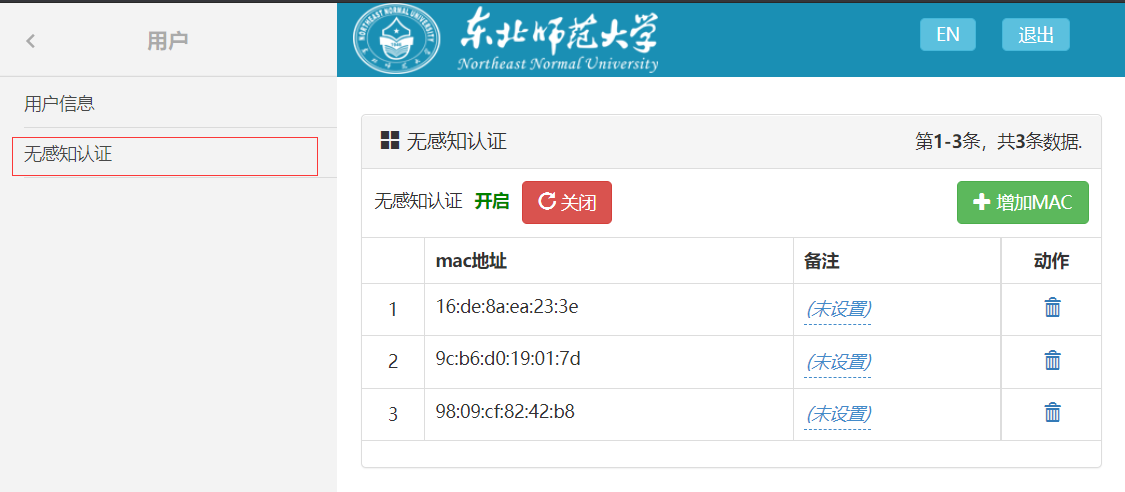 用户
用户信息
无感知认证
NORTHEAST NORMAL UNIVERSITY
东北师范大学
Northeast Normal University
EN 退出
无感知认证 第1-3条，共3条数据.
无感知认证 开启 关闭 增加MAC
mac地址 备注 动作
1 16:de:8a:ea:23:3e (未设置)
2 9c:b6:d0:19:01:7d (未设置)
3 98:09:cf:82:42:b8 (未设置)